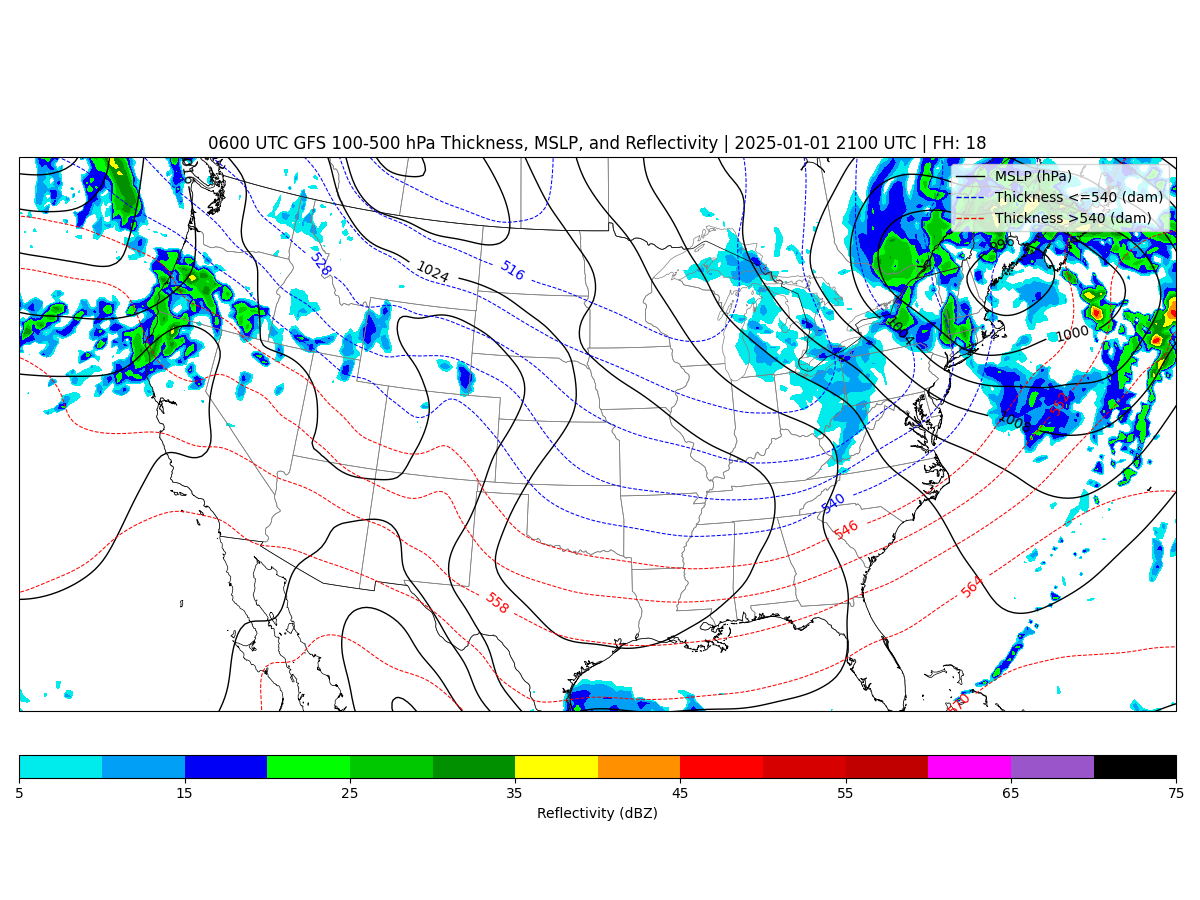 0600 UTC GFS 100-500 hPa Thickness, MSLP, and Reflectivity | 2025-01-01 2100 UTC | FH: 18
MSLP (hPa)
Thickness <=540 (dam)
Thickness >540 (dam)
996
528
516
1024
1000
552
1008
540
546
558
564
570
5 15 25 35 45 55 65 75
Reflectivity (dBZ)